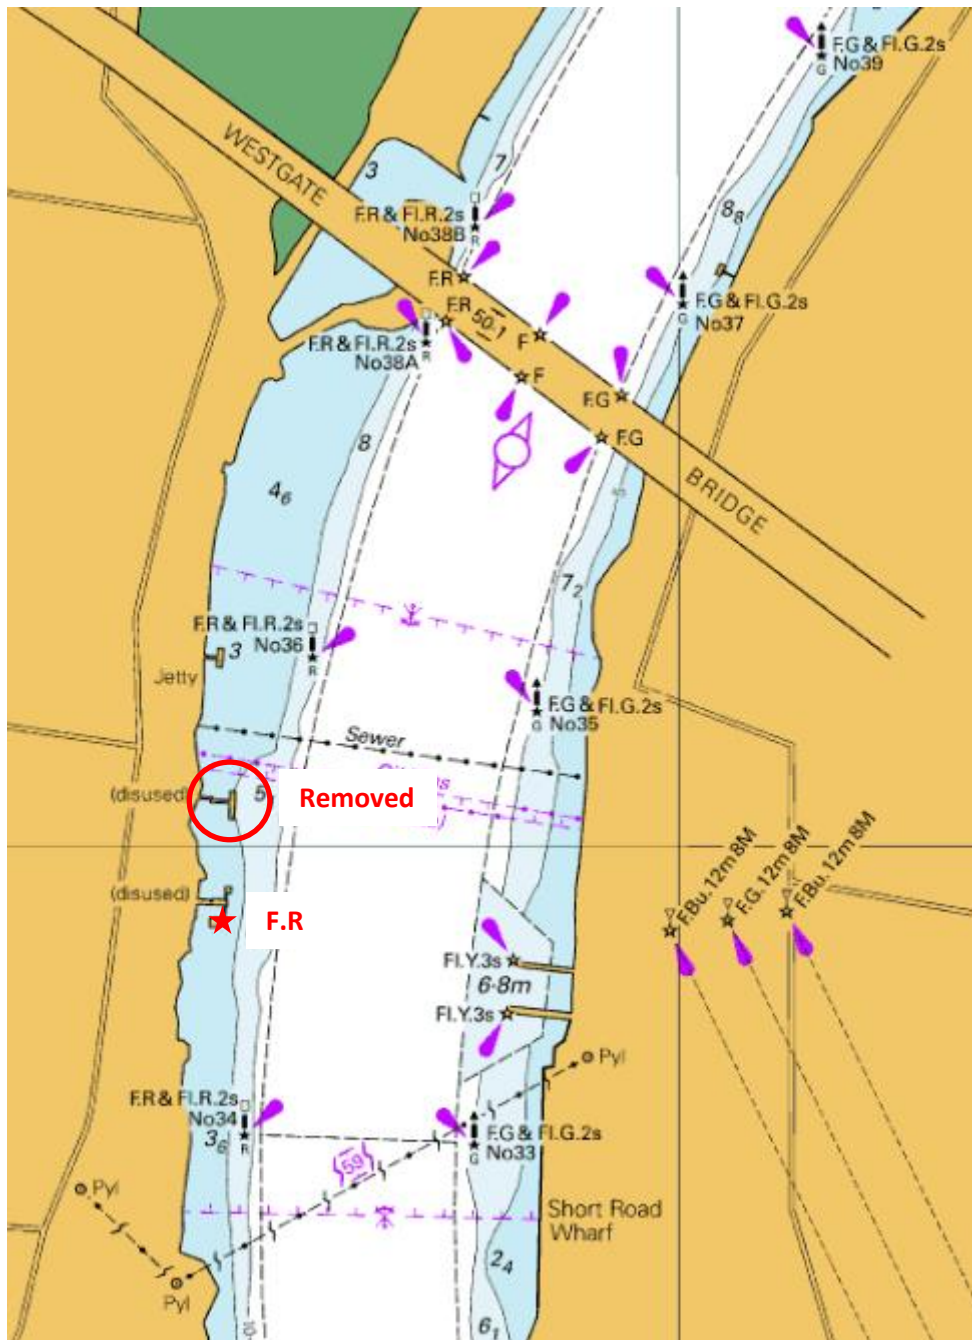 F.G & Fl.G.2s
No39
G
WESTGATE
3
7
8₈
F.R & Fl.R.2s
No38B
R
F.R
F.R
50·1
F
F.G & Fl.G.2s
No37
G
F.R & Fl.R.2s
No38A
R
F
F.G
F.G
8
BRIDGE
4₆
7₂
F.R & Fl.R.2s
No36
R
3
Jetty
F.G & Fl.G.2s
No35
G
Sewer
(disused)
5
Removed
(disused)
F.R
F.Bu. 12m 8M
F.G. 12m 8M
F.Bu. 12m 8M
Fl.Y.3s
6·8m
Fl.Y.3s
Pyl
F.R & Fl.R.2s
No34
R
3₆
F.G & Fl.G.2s
No33
G
59
Pyl
Short Road
Wharf
2₄
Pyl
10
6₁